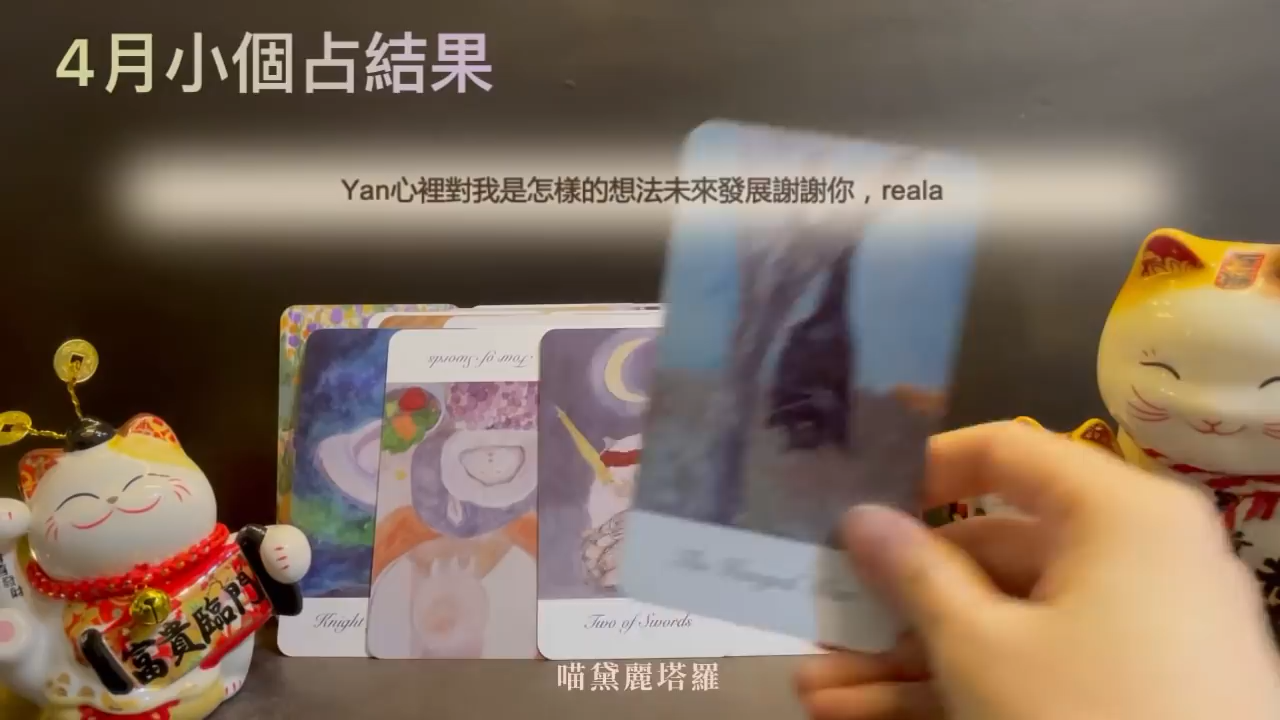 4月小個占結果
Yan心裡對我是怎樣的想法未來發展謝謝你，reala
Four of Swords
Knight
Two of Swords
富貴臨門
喵黛麗塔羅